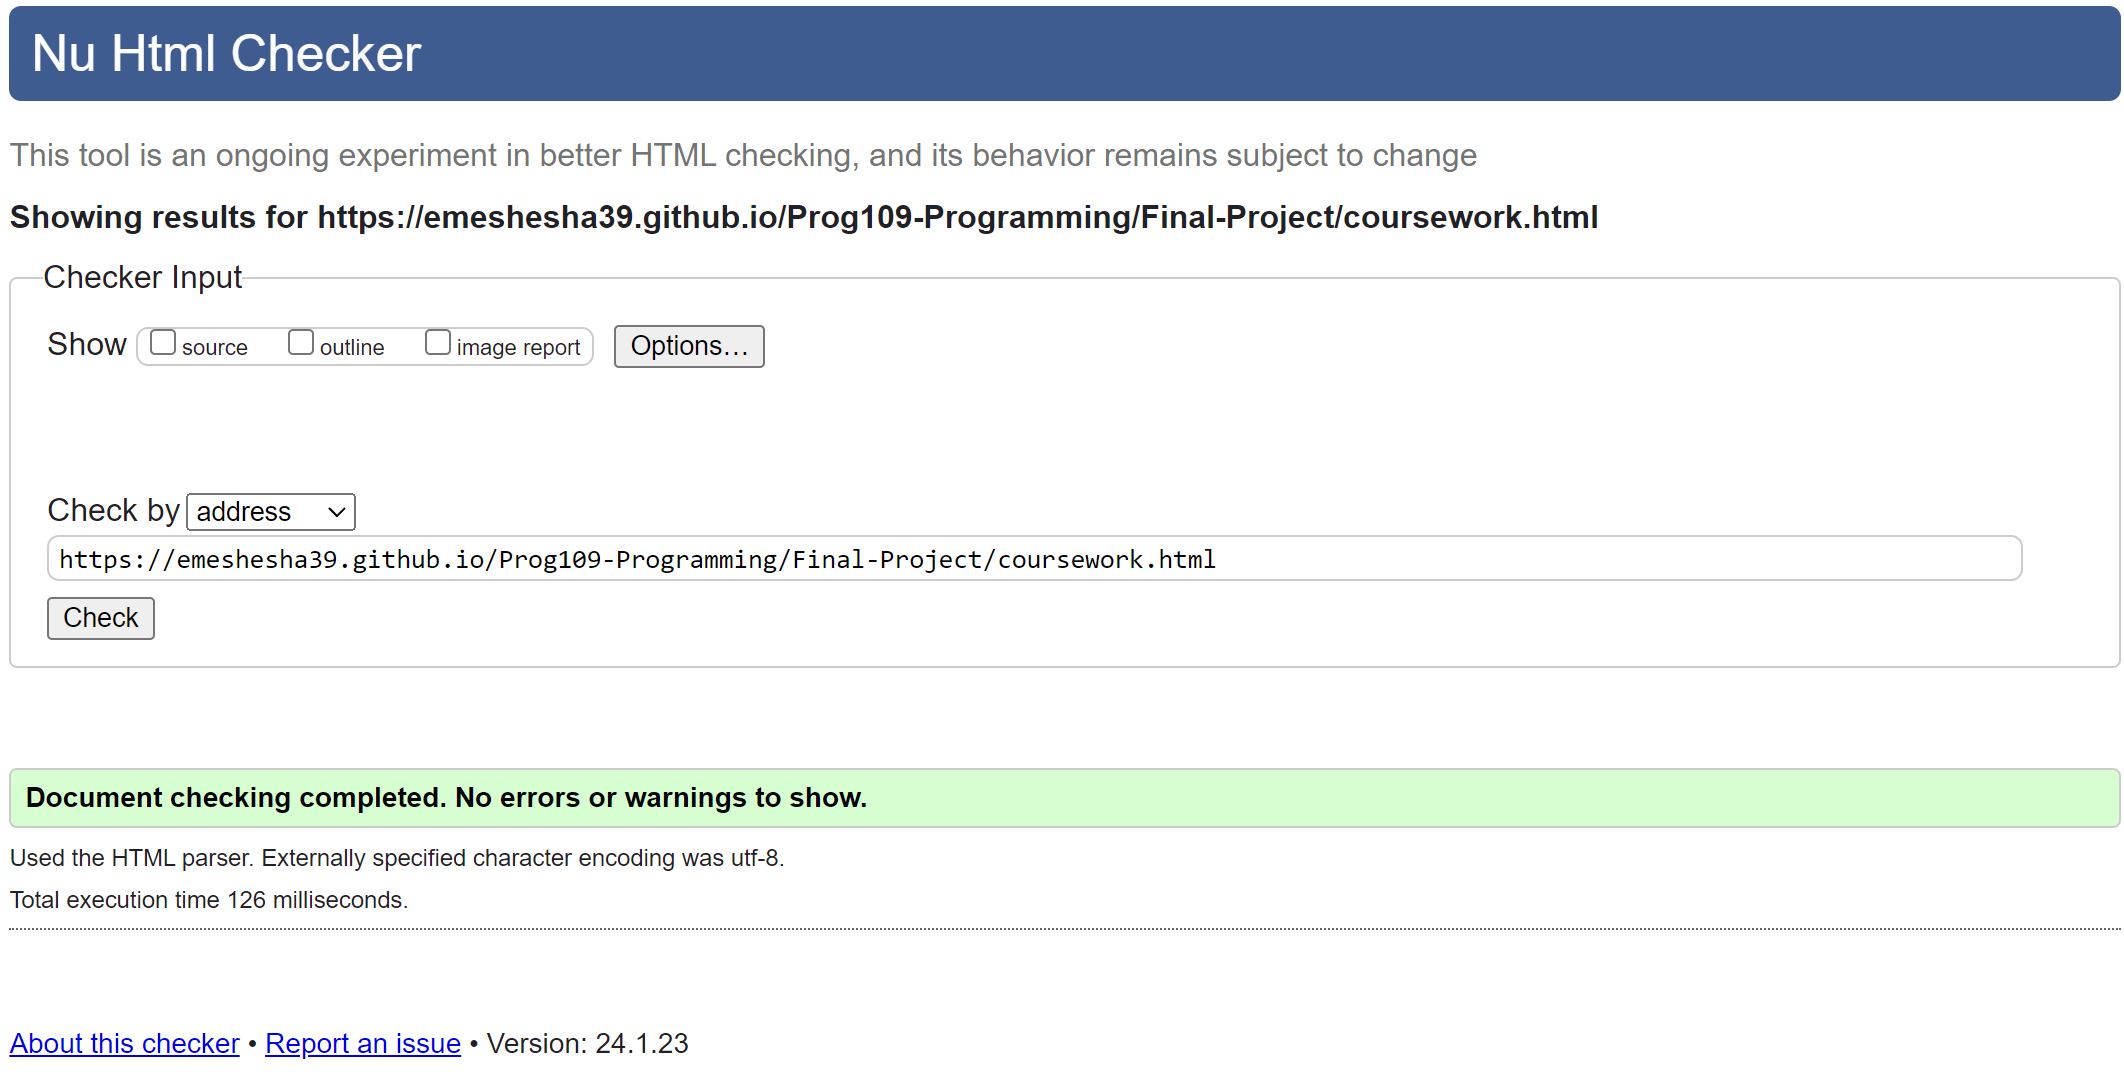 Nu Html Checker
This tool is an ongoing experiment in better HTML checking, and its behavior remains subject to change
Showing results for https://emeshesha39.github.io/Prog109-Programming/Final-Project/coursework.html
Checker Input
Show source outline image report Options...
Check by address
https://emeshesha39.github.io/Prog109-Programming/Final-Project/coursework.html
Check
Document checking completed. No errors or warnings to show.
Used the HTML parser. Externally specified character encoding was utf-8.
Total execution time 126 milliseconds.
About this checker • Report an issue • Version: 24.1.23